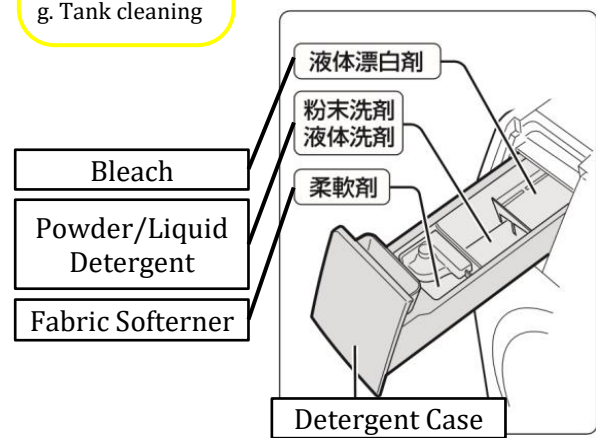 g. Tank cleaning
液体漂白剤
粉末洗剤
液体洗剤
柔軟剤
Bleach
Powder/Liquid
Detergent
Fabric Softerner
Detergent Case